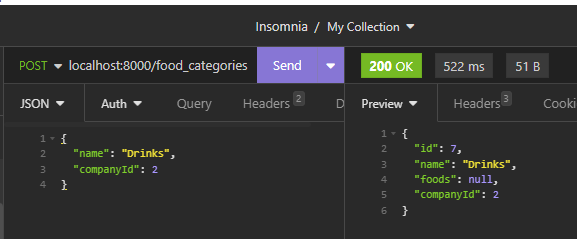 Insomnia / My Collection
POST localhost:8000/food_categories Send 200 OK 522 ms 51 B
JSON Auth Query Headers 2 D Preview Headers 3 Cooki
1 {
2 "name": "Drinks",
3 "companyId": 2
4 }
1 {
2 "id": 7,
3 "name": "Drinks",
4 "foods": null,
5 "companyId": 2
6 }